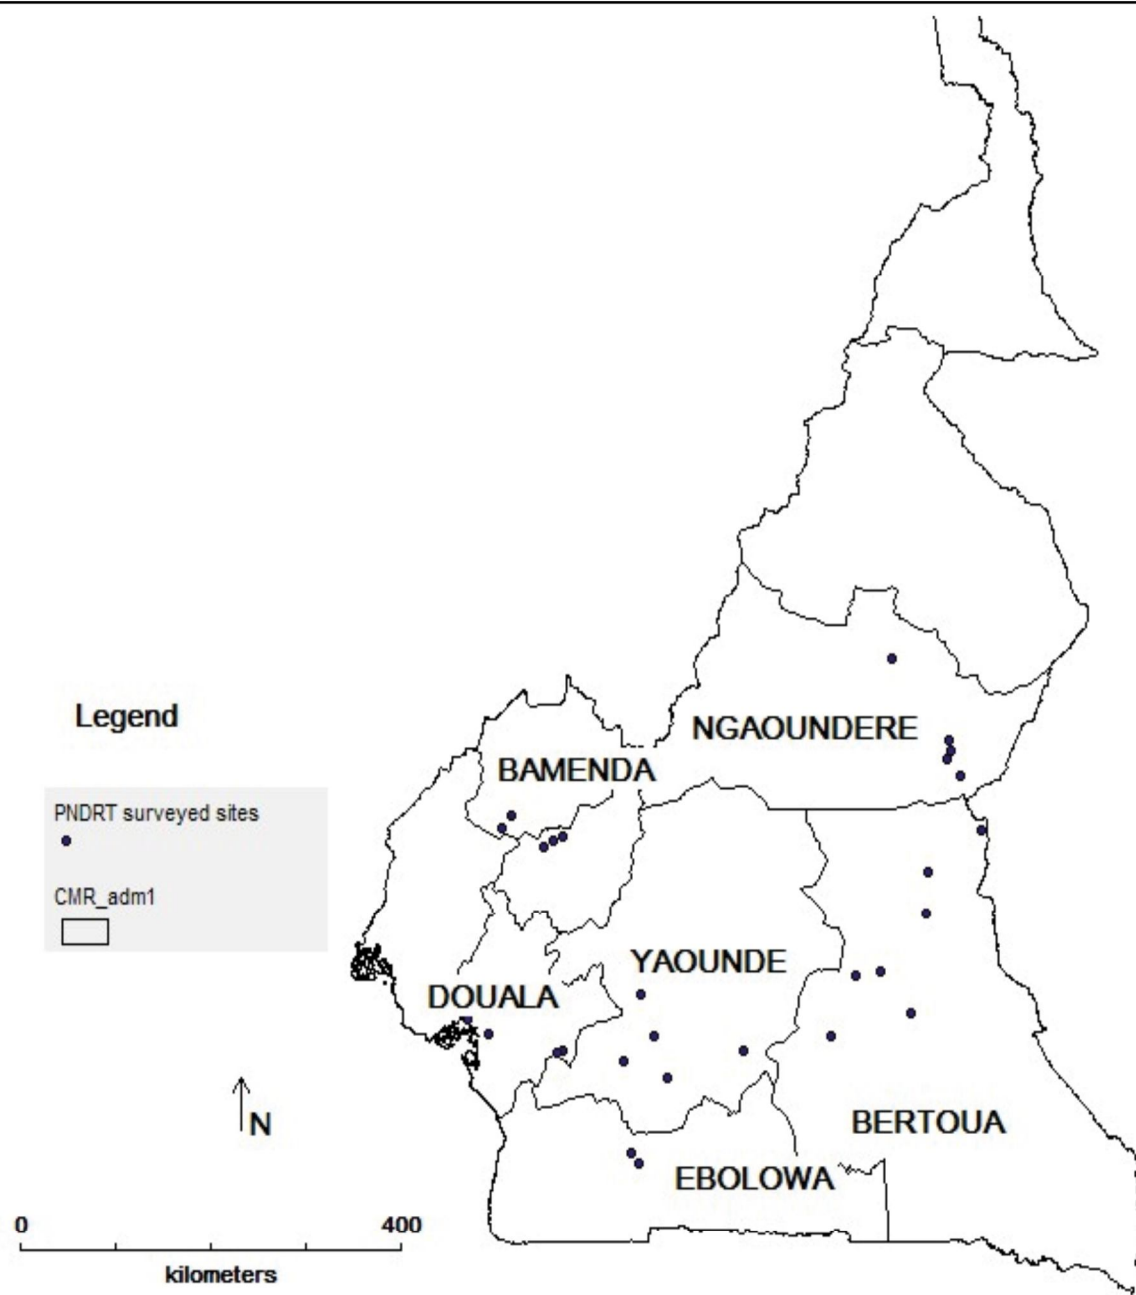 NGAOUNDERE
Legend
BAMENDA
PNDRT surveyed sites
CMR_adm1
YAOUNDE
DOUALA
N
BERTOUA
EBOLOWA
0 400
kilometers